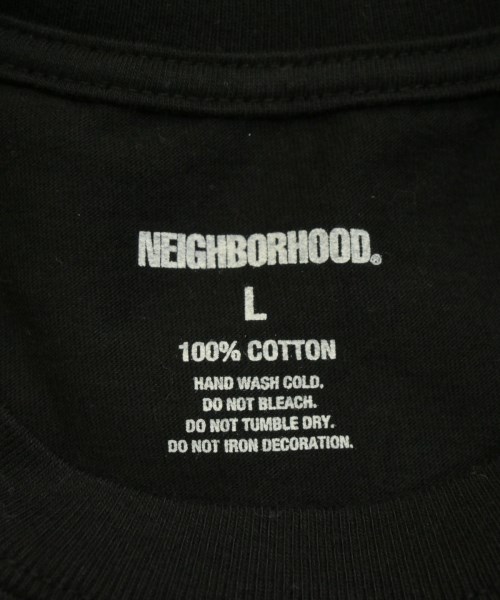 NEIGHBORHOOD®
L
100% COTTON
HAND WASH COLD.
DO NOT BLEACH.
DO NOT TUMBLE DRY.
DO NOT IRON DECORATION.